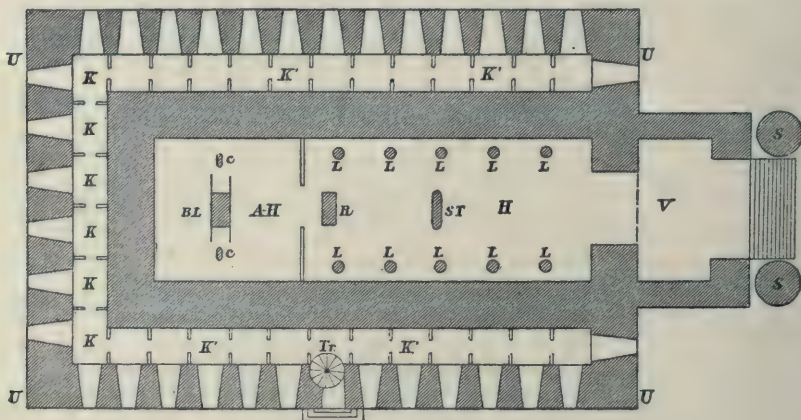 U U
K K' K'
K S
C L L L L L
K
BL A-H R ST H V
K
C L L L L L
K S
K K' Tr. K'
U U